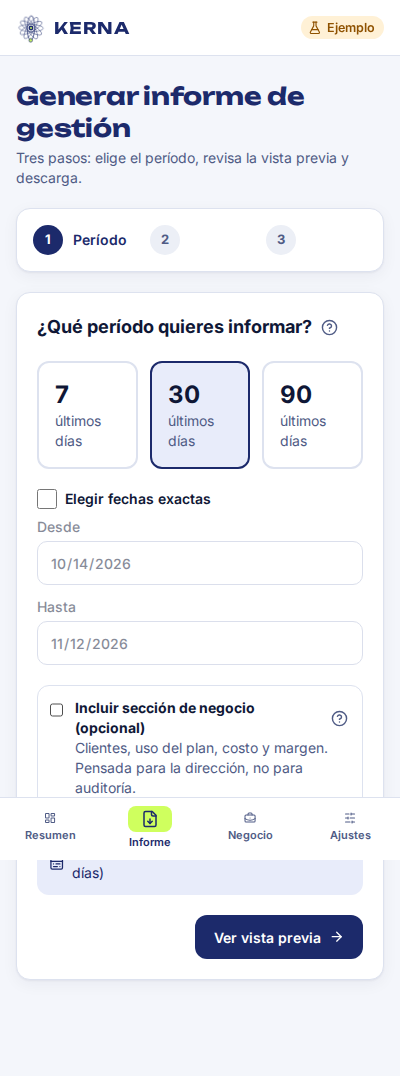 KERNA
Ejemplo
Generar informe de
gestión
Tres pasos: elige el período, revisa la vista previa y
descarga.
1 Período 2 3
¿Qué período quieres informar?
7
últimos
días
30
últimos
días
90
últimos
días
Elegir fechas exactas
Desde
10/14/2026
Hasta
11/12/2026
Incluir sección de negocio
(opcional)
Clientes, uso del plan, costo y margen.
Pensada para la dirección, no para
auditoría.
Resumen
Informe
Negocio
Ajustes
días)
Ver vista previa